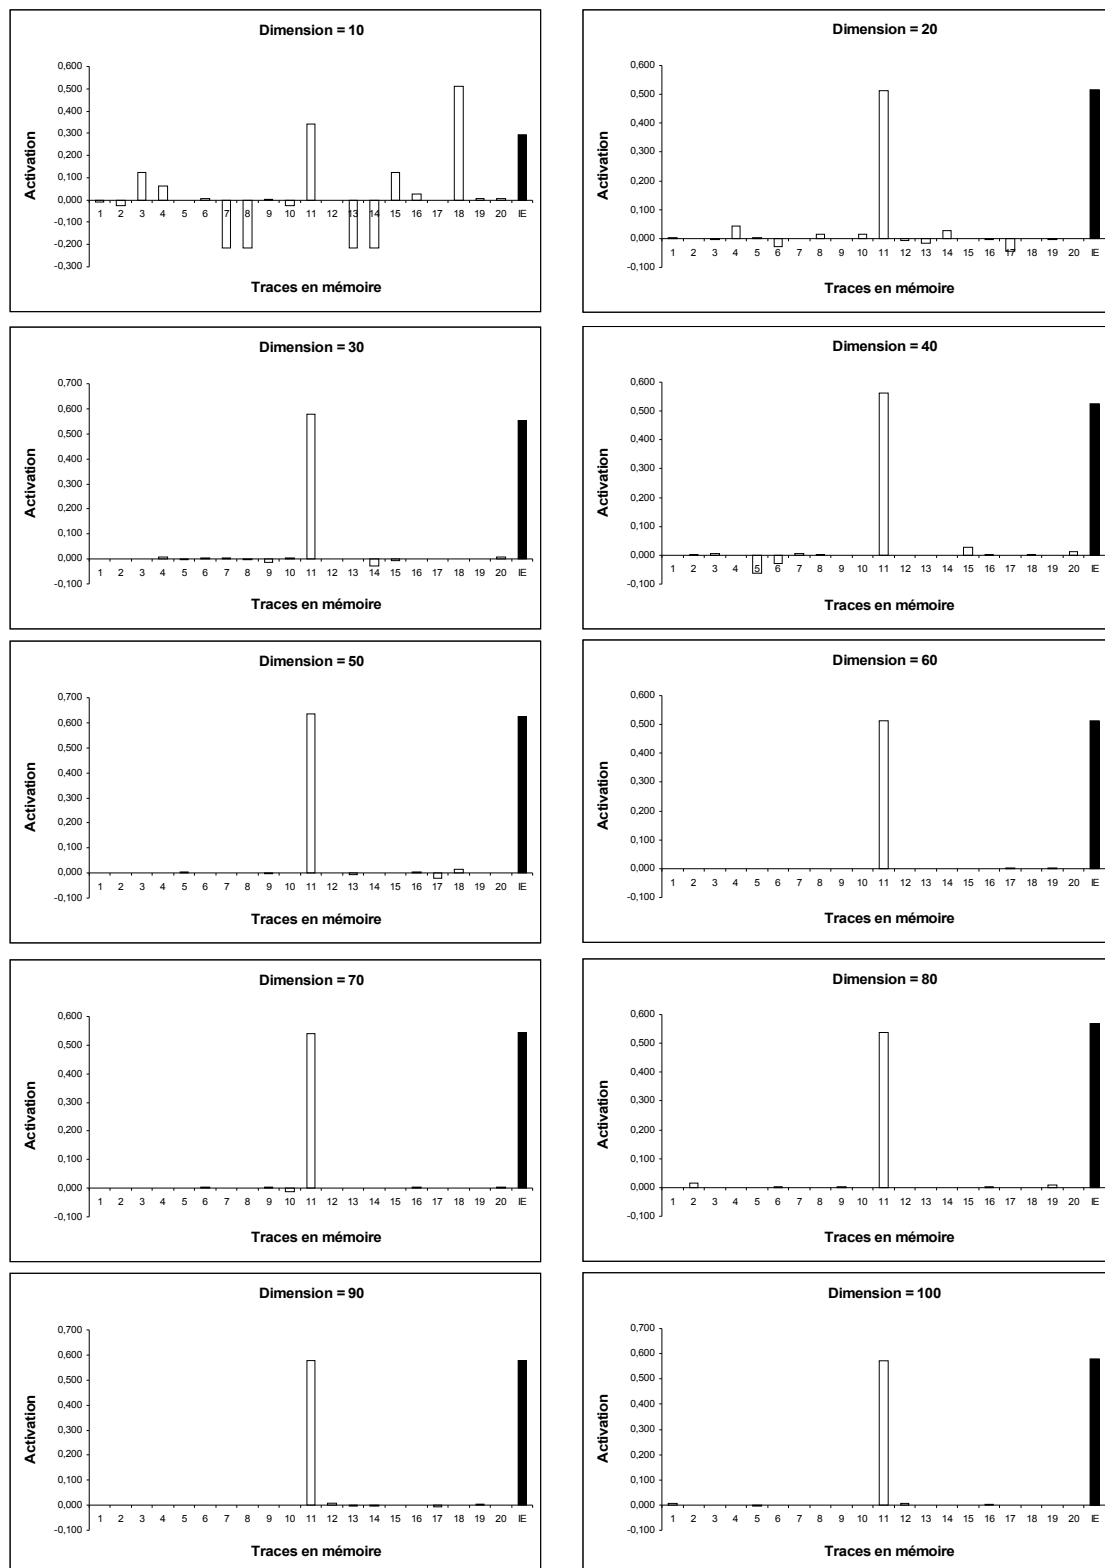 Dimension = 10
Activation
0,600
0,500
0,400
0,300
0,200
0,100
0,000
-0,100
-0,200
-0,300
1 2 3 4 5 6 7 8 9 10 11 12 13 14 15 16 17 18 19 20 IE
Traces en mémoire
Dimension = 20
Activation
0,600
0,500
0,400
0,300
0,200
0,100
0,000
-0,100
1 2 3 4 5 6 7 8 9 10 11 12 13 14 15 16 17 18 19 20 IE
Traces en mémoire
Dimension = 30
Activation
0,700
0,600
0,500
0,400
0,300
0,200
0,100
0,000
-0,100
1 2 3 4 5 6 7 8 9 10 11 12 13 14 15 16 17 18 19 20 IE
Traces en mémoire
Dimension = 40
Activation
0,600
0,500
0,400
0,300
0,200
0,100
0,000
-0,100
1 2 3 4 5 6 7 8 9 10 11 12 13 14 15 16 17 18 19 20 IE
Traces en mémoire
Dimension = 50
Activation
0,700
0,600
0,500
0,400
0,300
0,200
0,100
0,000
-0,100
1 2 3 4 5 6 7 8 9 10 11 12 13 14 15 16 17 18 19 20 IE
Traces en mémoire
Dimension = 60
Activation
0,600
0,500
0,400
0,300
0,200
0,100
0,000
-0,100
1 2 3 4 5 6 7 8 9 10 11 12 13 14 15 16 17 18 19 20 IE
Traces en mémoire
Dimension = 70
Activation
0,600
0,500
0,400
0,300
0,200
0,100
0,000
-0,100
1 2 3 4 5 6 7 8 9 10 11 12 13 14 15 16 17 18 19 20 IE
Traces en mémoire
Dimension = 80
Activation
0,600
0,500
0,400
0,300
0,200
0,100
0,000
-0,100
1 2 3 4 5 6 7 8 9 10 11 12 13 14 15 16 17 18 19 20 IE
Traces en mémoire
Dimension = 90
Activation
0,700
0,600
0,500
0,400
0,300
0,200
0,100
0,000
-0,100
1 2 3 4 5 6 7 8 9 10 11 12 13 14 15 16 17 18 19 20 IE
Traces en mémoire
Dimension = 100
Activation
0,700
0,600
0,500
0,400
0,300
0,200
0,100
0,000
-0,100
1 2 3 4 5 6 7 8 9 10 11 12 13 14 15 16 17 18 19 20 IE
Traces en mémoire